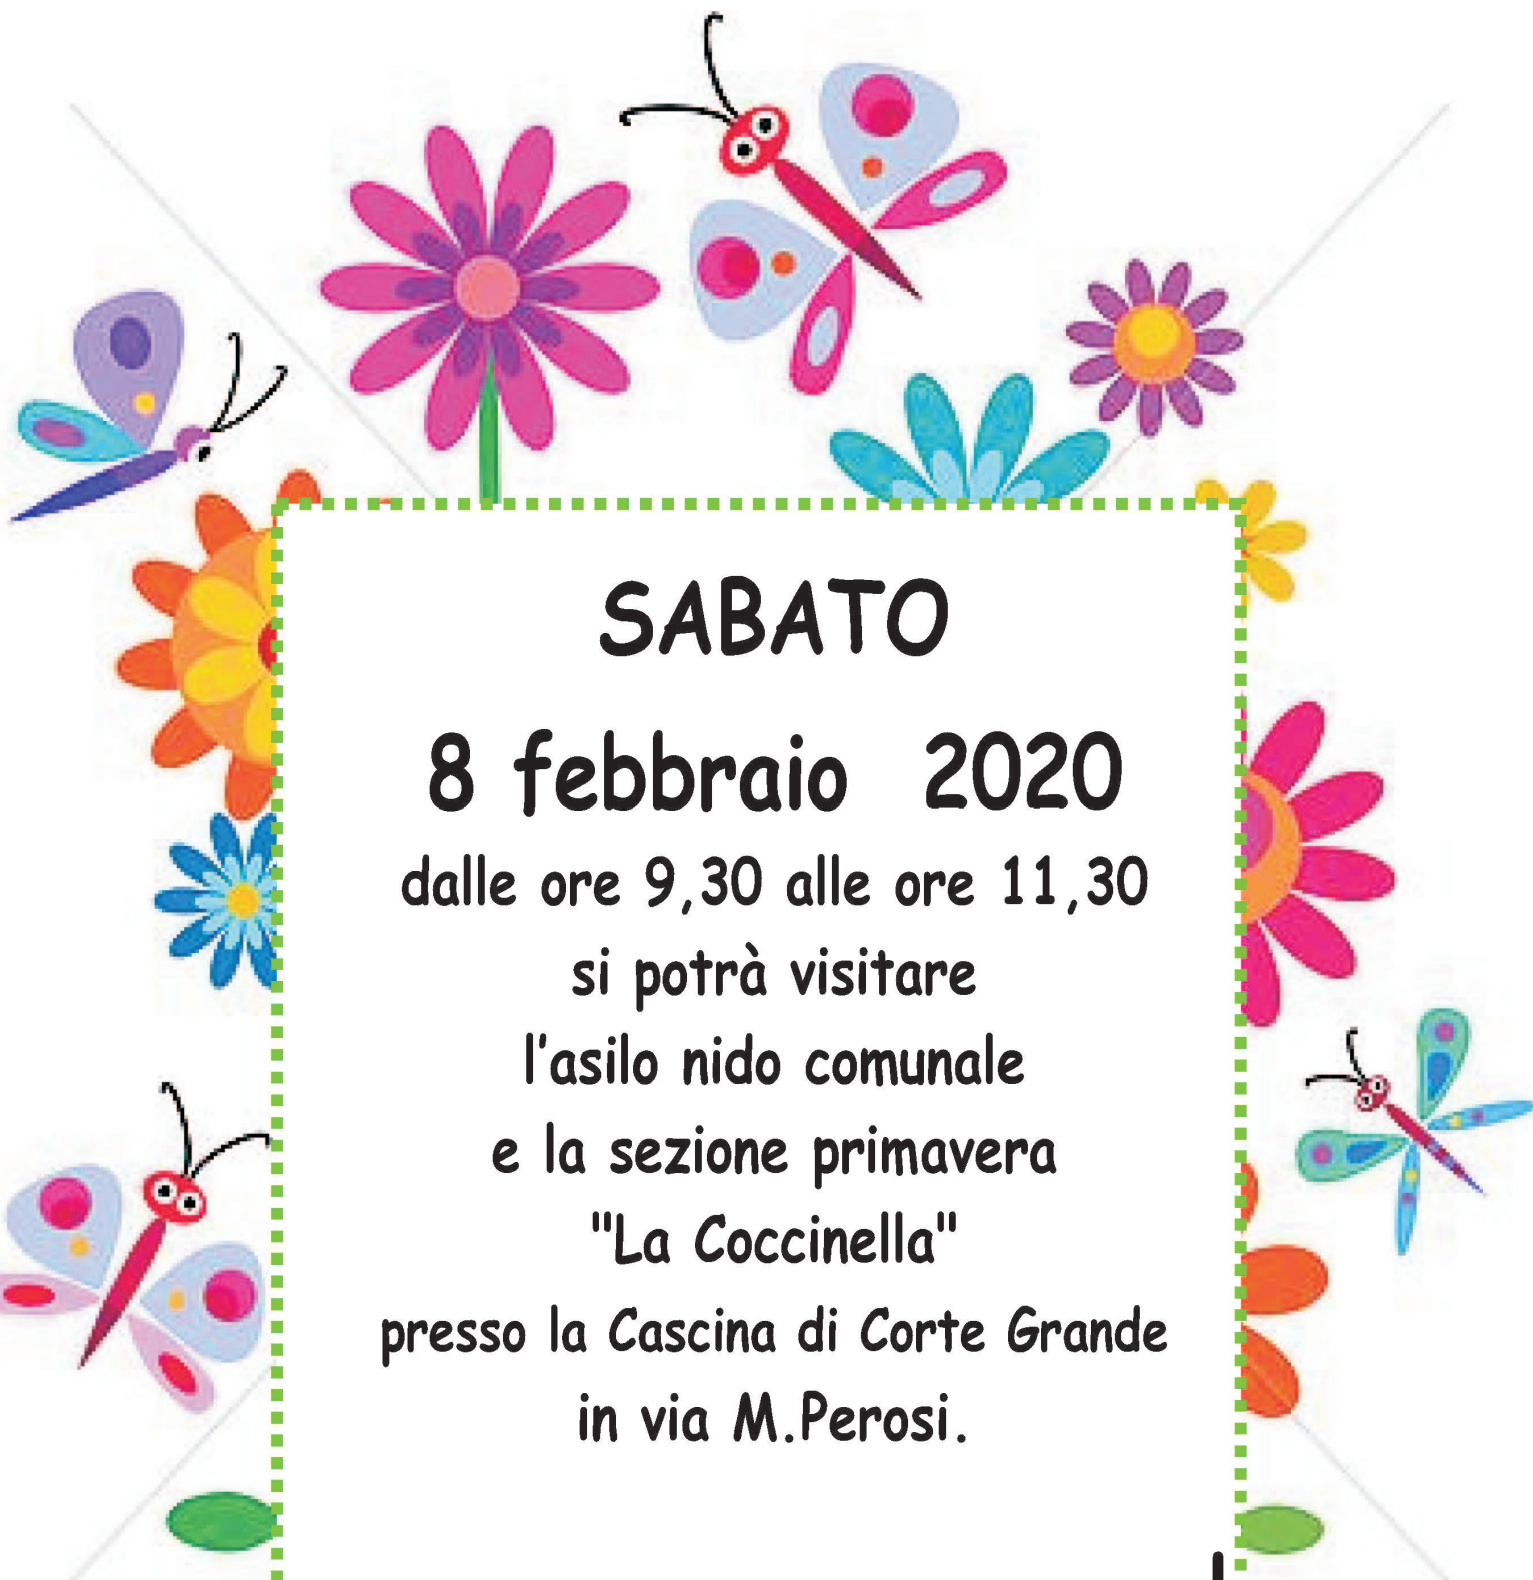 SABATO
8 febbraio 2020
dalle ore 9,30 alle ore 11,30
si potrà visitare
l'asilo nido comunale
e la sezione primavera
"La Coccinella"
presso la Cascina di Corte Grande
in via M.Perosi.